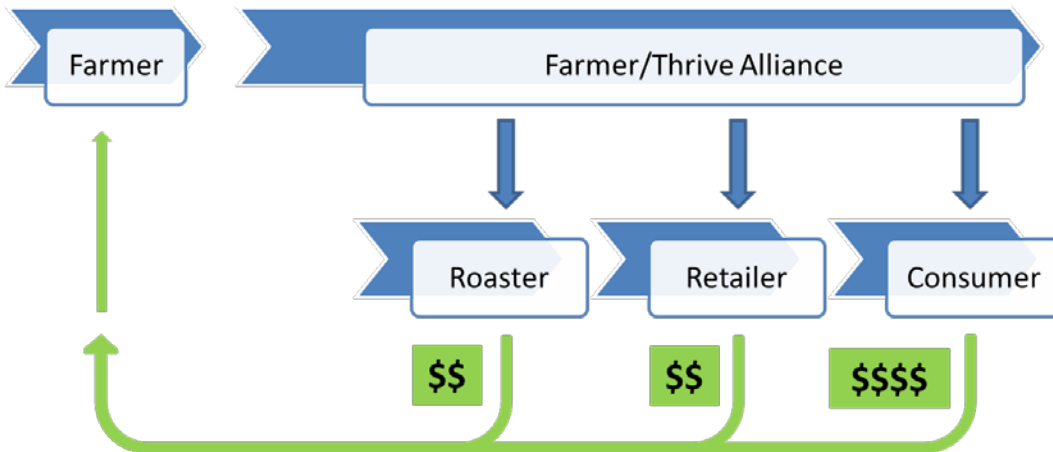 Farmer
Farmer/Thrive Alliance
Roaster
Retailer
Consumer
$$
$$
$$$$